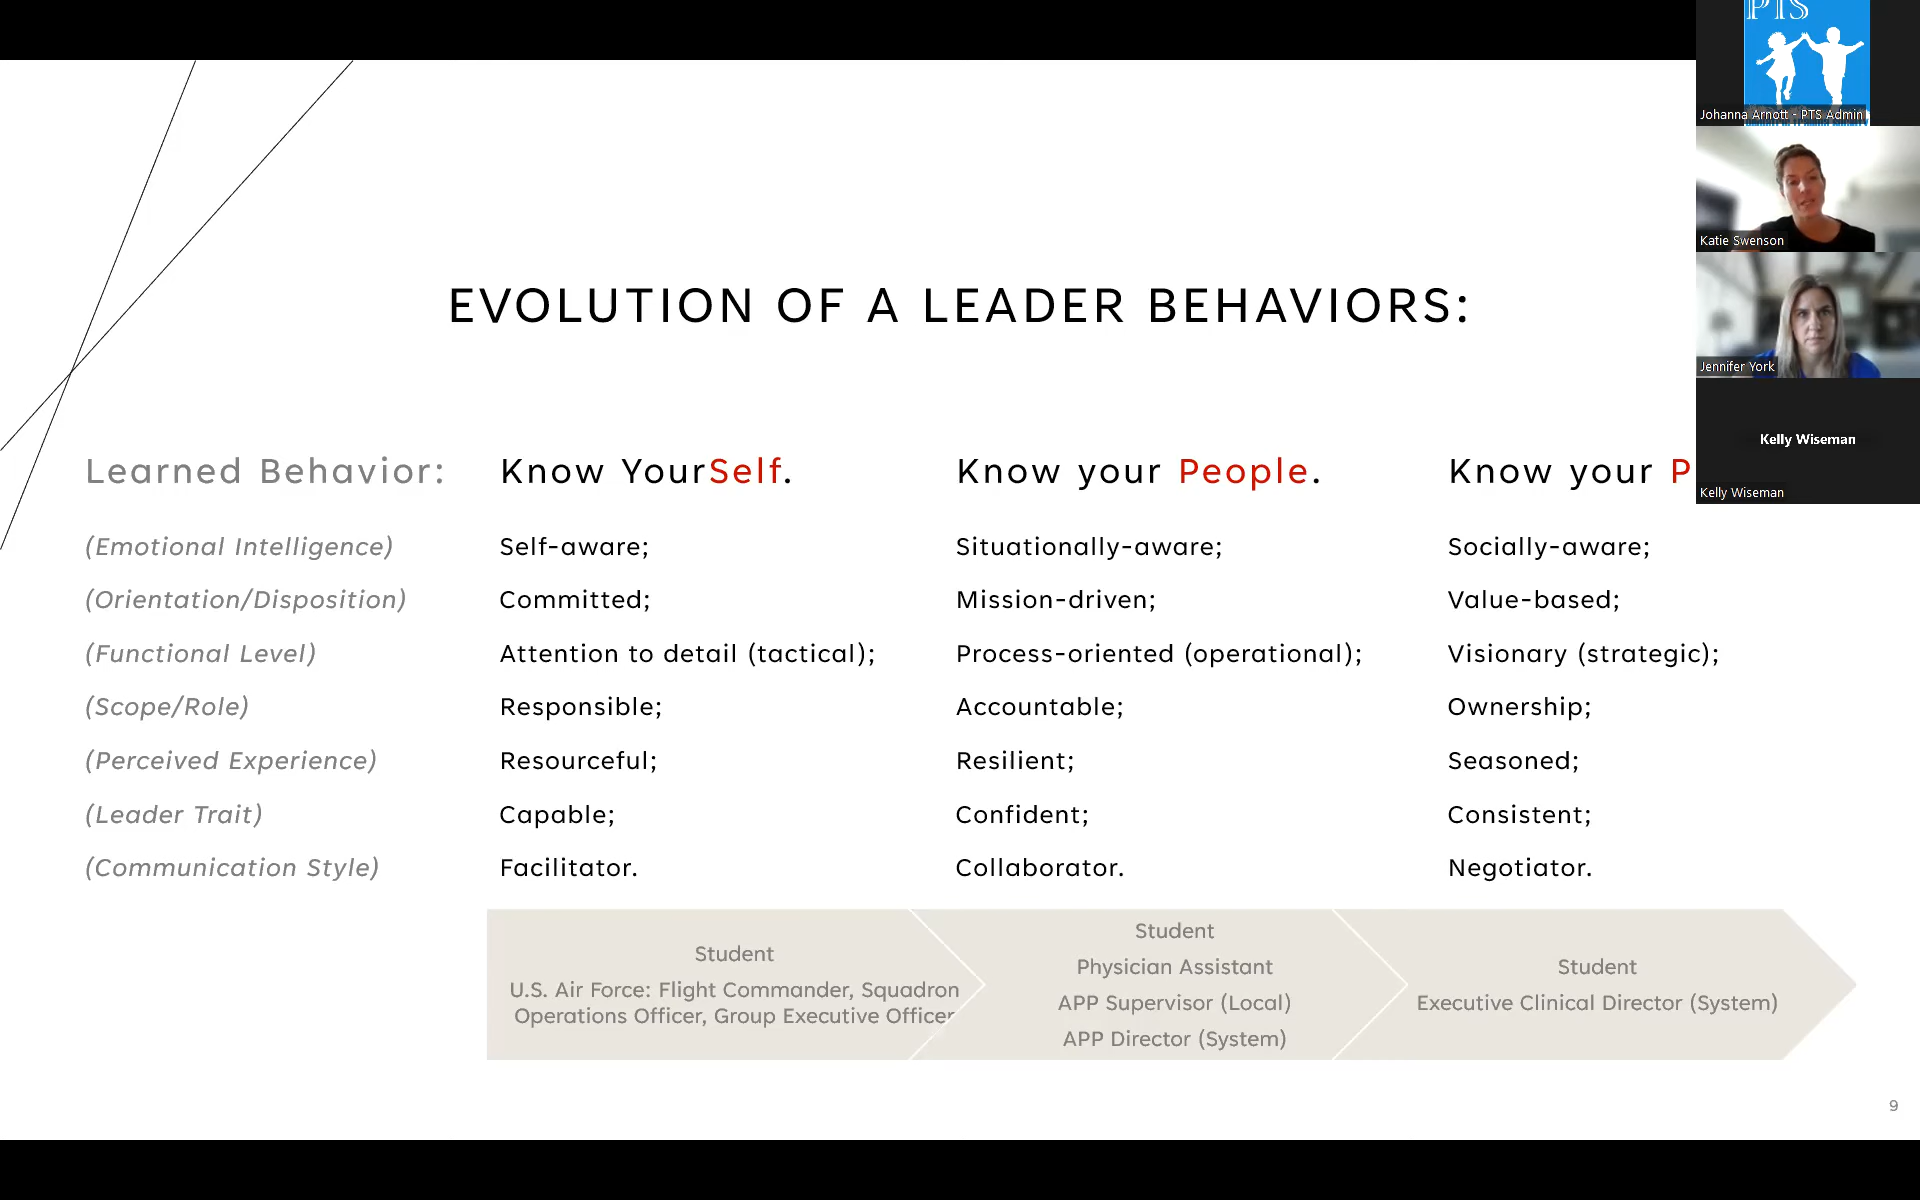 PTS
Johanna Arnott - PTS Admin
Katie Swenson
Jennifer York
Kelly Wiseman
Kelly Wiseman
EVOLUTION OF A LEADER BEHAVIORS:
Learned Behavior: Know YourSelf. Know your People. Know your P
(Emotional Intelligence) Self-aware; Situationally-aware; Socially-aware;
(Orientation/Disposition) Committed; Mission-driven; Value-based;
(Functional Level) Attention to detail (tactical); Process-oriented (operational); Visionary (strategic);
(Scope/Role) Responsible; Accountable; Ownership;
(Perceived Experience) Resourceful; Resilient; Seasoned;
(Leader Trait) Capable; Confident; Consistent;
(Communication Style) Facilitator. Collaborator. Negotiator.
Student
U.S. Air Force: Flight Commander, Squadron
Operations Officer, Group Executive Officer
Student
Physician Assistant
APP Supervisor (Local)
APP Director (System)
Student
Executive Clinical Director (System)
9